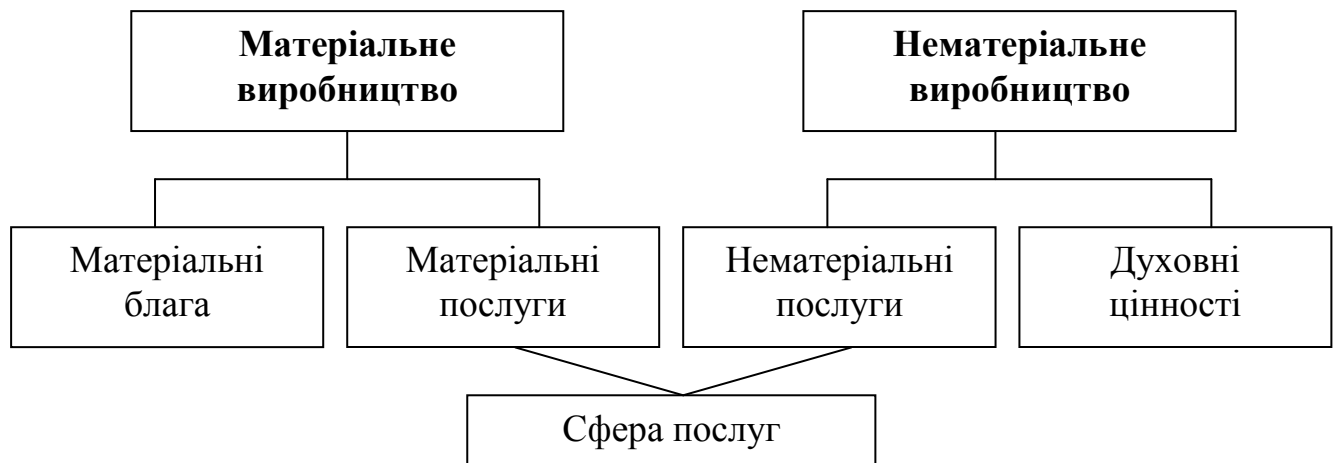 Матеріальне
виробництво
Нематеріальне
виробництво
Матеріальні
блага
Матеріальні
послуги
Нематеріальні
послуги
Духовні
цінності
Сфера послуг